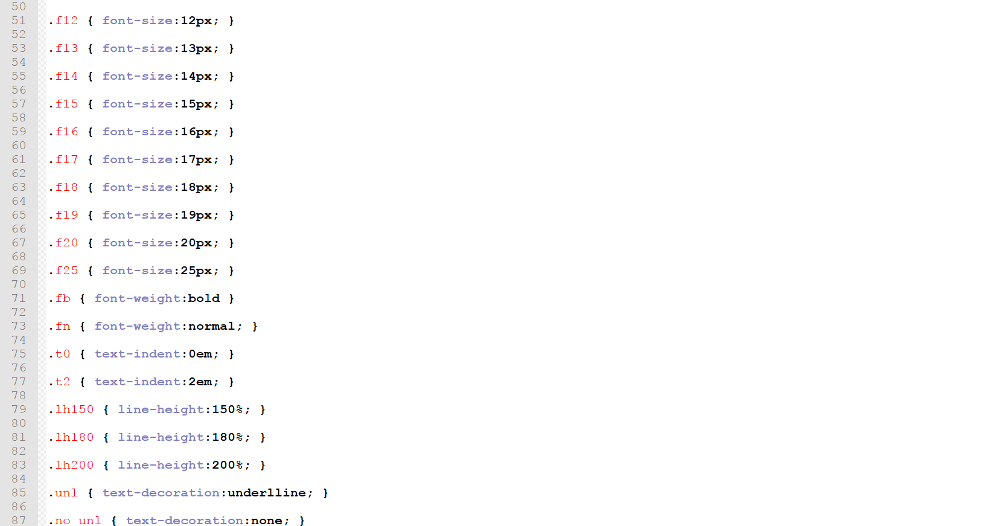 50
51 .f12 { font-size:12px; }
52
53 .f13 { font-size:13px; }
54
55 .f14 { font-size:14px; }
56
57 .f15 { font-size:15px; }
58
59 .f16 { font-size:16px; }
60
61 .f17 { font-size:17px; }
62
63 .f18 { font-size:18px; }
64
65 .f19 { font-size:19px; }
66
67 .f20 { font-size:20px; }
68
69 .f25 { font-size:25px; }
70
71 .fb { font-weight:bold }
72
73 .fn { font-weight:normal; }
74
75 .t0 { text-indent:0em; }
76
77 .t2 { text-indent:2em; }
78
79 .lh150 { line-height:150%; }
80
81 .lh180 { line-height:180%; }
82
83 .lh200 { line-height:200%; }
84
85 .unl { text-decoration:underlline; }
86
87 .no unl { text-decoration:none; }